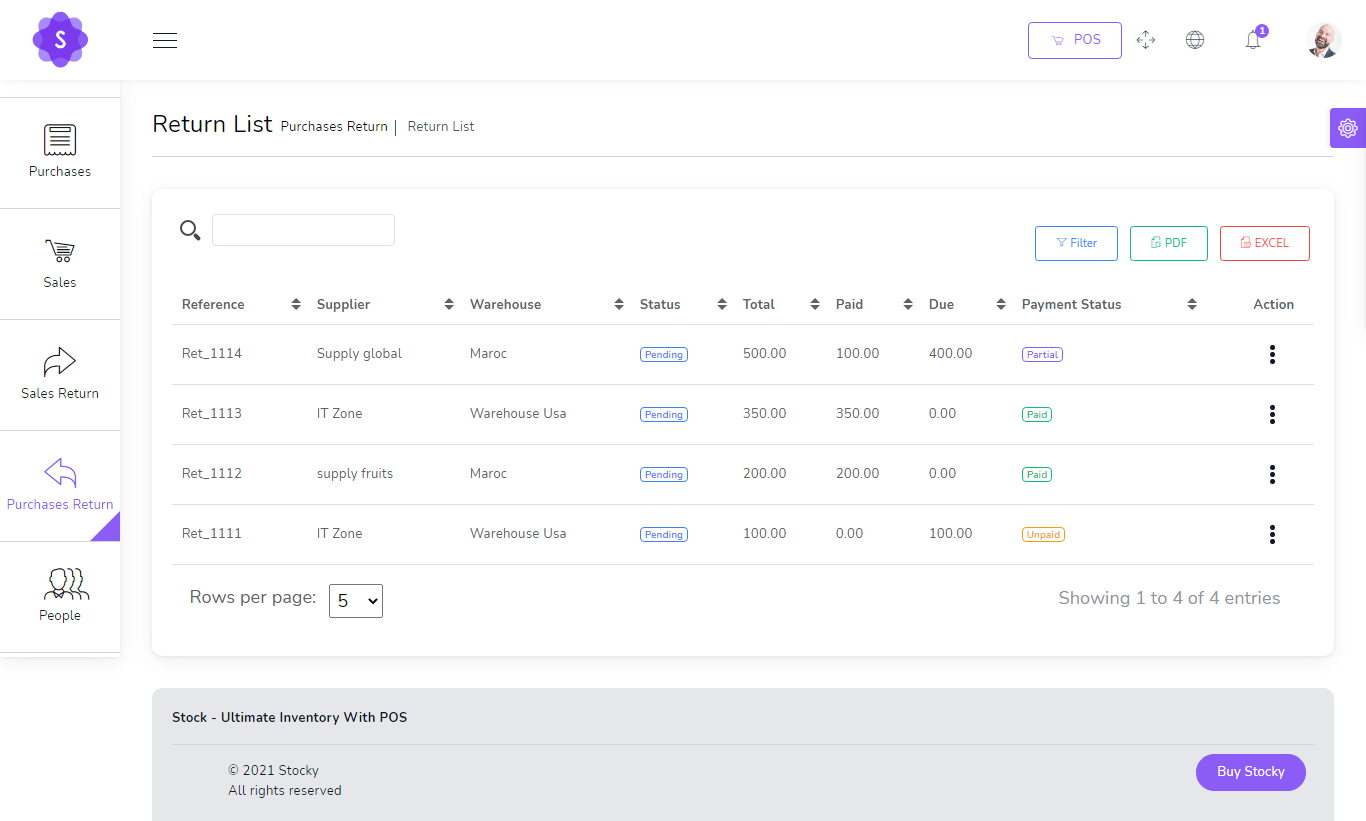 S
POS
1
Return List Purchases Return | Return List
Purchases
Sales
Sales Return
Purchases Return
People
Filter PDF EXCEL
Reference Supplier Warehouse Status Total Paid Due Payment Status Action
Ret_1114 Supply global Maroc Pending 500.00 100.00 400.00 Partial
Ret_1113 IT Zone Warehouse Usa Pending 350.00 350.00 0.00 Paid
Ret_1112 supply fruits Maroc Pending 200.00 200.00 0.00 Paid
Ret_1111 IT Zone Warehouse Usa Pending 100.00 0.00 100.00 Unpaid
Rows per page: 5 Showing 1 to 4 of 4 entries
Stock - Ultimate Inventory With POS
© 2021 Stocky
All rights reserved
Buy Stocky